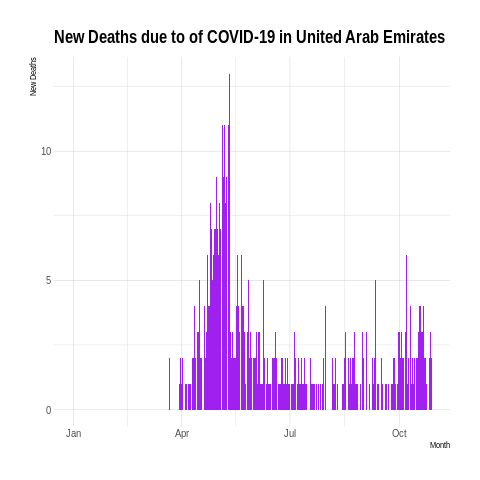 New Deaths due to of COVID-19 in United Arab Emirates
New Deaths
10
5
0
Jan Apr Jul Oct
Month